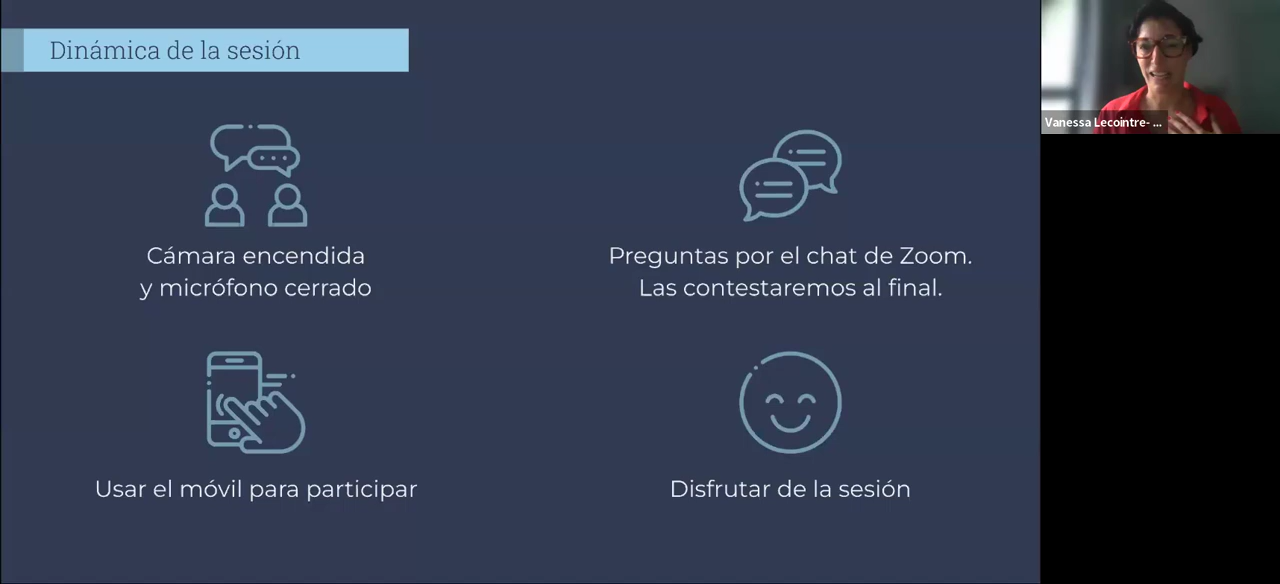 Dinámica de la sesión
Cámara encendida
y micrófono cerrado
Preguntas por el chat de Zoom.
Las contestaremos al final.
Usar el móvil para participar
Disfrutar de la sesión
Vanessa Lecointre- ...